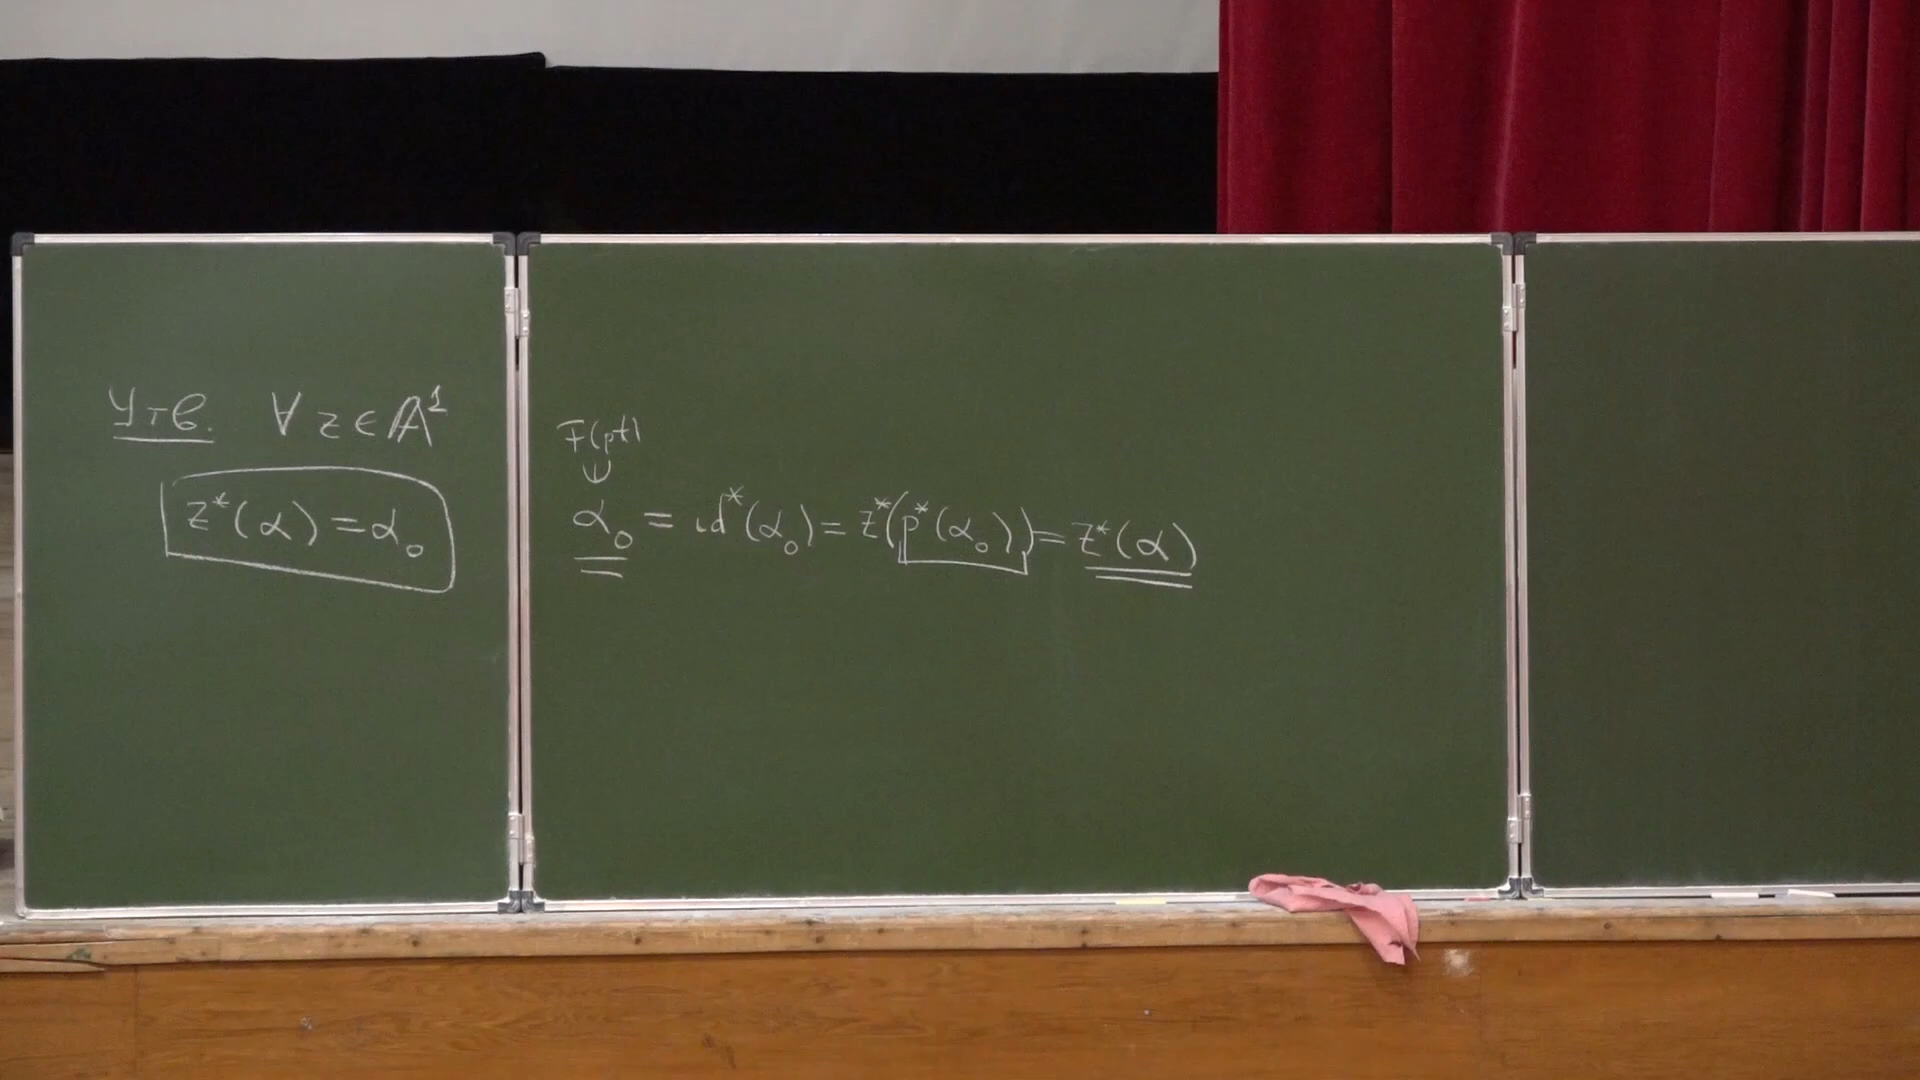 Утв. ∀ z ∈ 𝔸¹
z*(α) = α₀
F(pt)
∪
α₀ = id*(α₀) = z*(p*(α₀)) = z*(α)